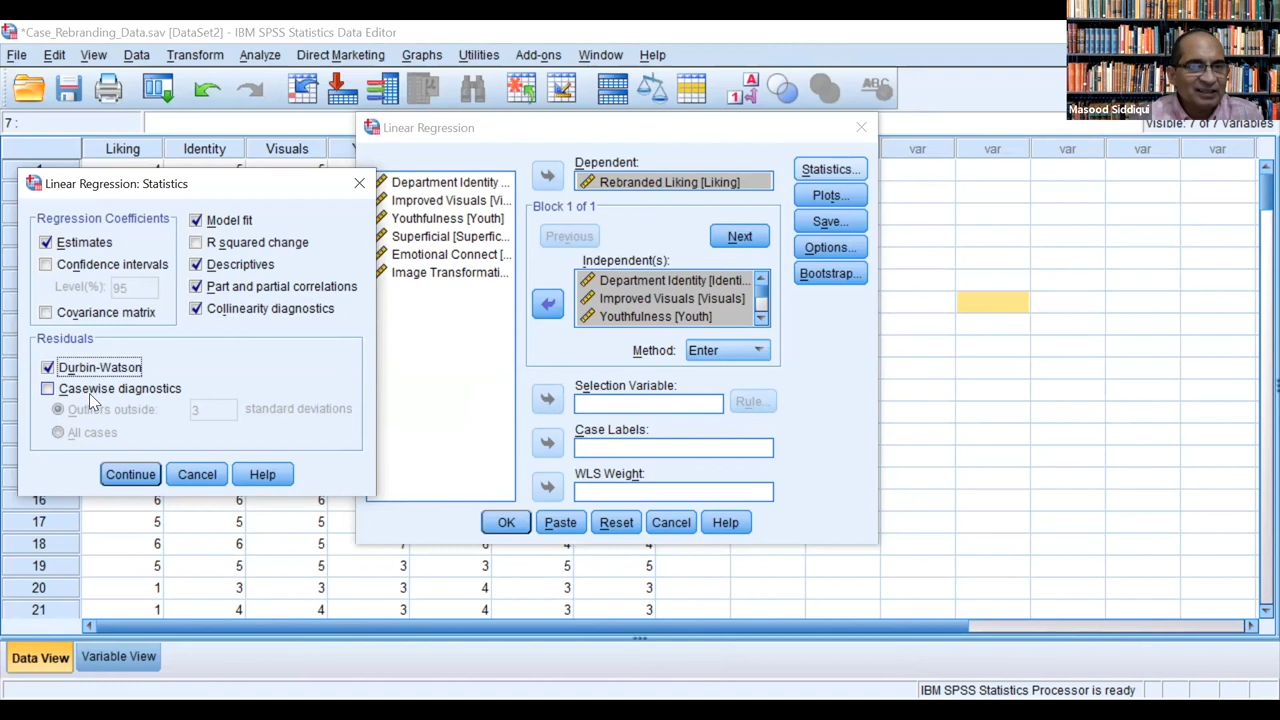 *Case_Rebranding_Data.sav [DataSet2] - IBM SPSS Statistics Data Editor
File Edit View Data Transform Analyze Direct Marketing Graphs Utilities Add-ons Window Help
Masood Siddiqui
7 :
Visible: 7 of 7 Variables
Liking Identity Visuals var var var var
Linear Regression
Department Identity ...
Improved Visuals [Vi...
Youthfulness [Youth]
Superficial [Superfic...
Emotional Connect [...
Image Transformati...
Dependent:
Rebranded Liking [Liking]
Block 1 of 1
Previous Next
Independent(s):
Department Identity [Identi...
Improved Visuals [Visuals]
Youthfulness [Youth]
Method: Enter
Selection Variable:
Rule...
Case Labels:
WLS Weight:
Statistics...
Plots...
Save...
Options...
Bootstrap...
OK Paste Reset Cancel Help
Linear Regression: Statistics
Regression Coefficients
Estimates
Confidence intervals
Level(%): 95
Covariance matrix
Model fit
R squared change
Descriptives
Part and partial correlations
Collinearity diagnostics
Residuals
Durbin-Watson
Casewise diagnostics
Outliers outside: 3 standard deviations
All cases
Continue Cancel Help
16 6 6 5
17 5 5 5
18 6 6 5 7 6 4 4
19 5 5 5 3 3 5 5
20 1 3 3 3 4 3 3
21 1 4 4 3 4 3 3
Data View Variable View
IBM SPSS Statistics Processor is ready